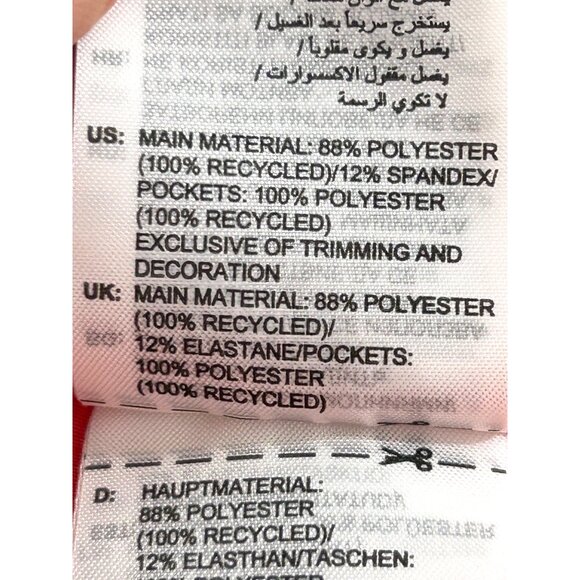 يستخرج سريعاً بعد الغسيل /
يغسل و يكوى مقلوباً /
يغسل مقفول الاكسسوارات /
لا تكوي الرسمة
US: MAIN MATERIAL: 88% POLYESTER
(100% RECYCLED)/12% SPANDEX/
POCKETS: 100% POLYESTER
(100% RECYCLED)
EXCLUSIVE OF TRIMMING AND
DECORATION
UK: MAIN MATERIAL: 88% POLYESTER
(100% RECYCLED)/
12% ELASTANE/POCKETS:
100% POLYESTER
(100% RECYCLED)
D: HAUPTMATERIAL:
88% POLYESTER
(100% RECYCLED)/
12% ELASTHAN/TASCHEN: